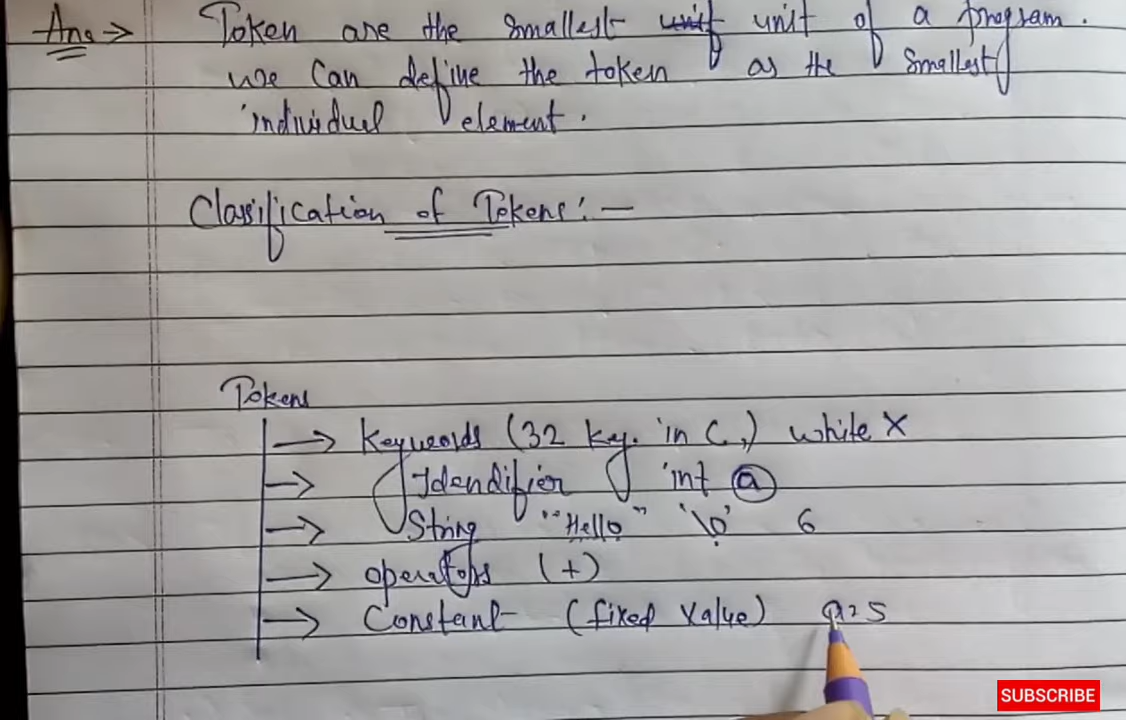 Ans → Token are the smallest unit unit of a program.
we can define the token as the smallest
individual element.
Classification of Tokens:-
Tokens
→ Keywords (32 key. in C,) while X
→ Idendifier int a
→ String "Hello" '\0' 6
→ operators (+)
→ Constant (fixed value) a=5
SUBSCRIBE